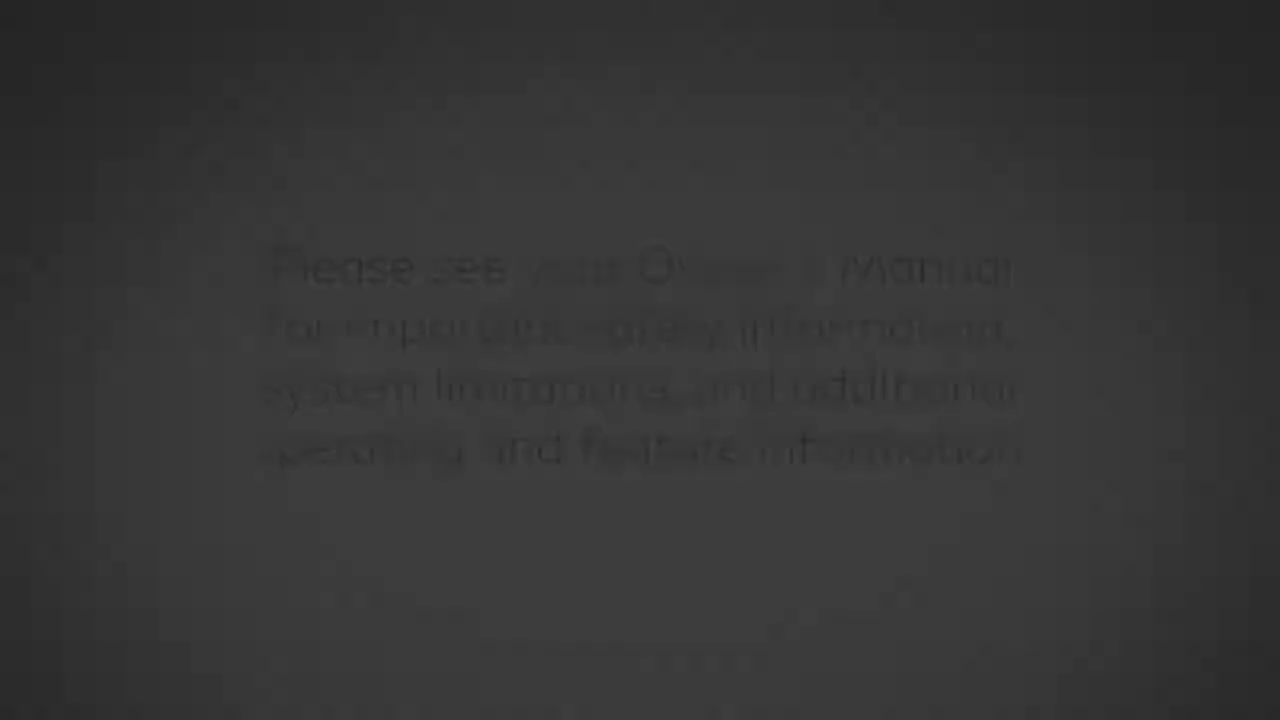 Please see your Owner's Manual
for important safety information,
system limitations, and additional
operating and feature information